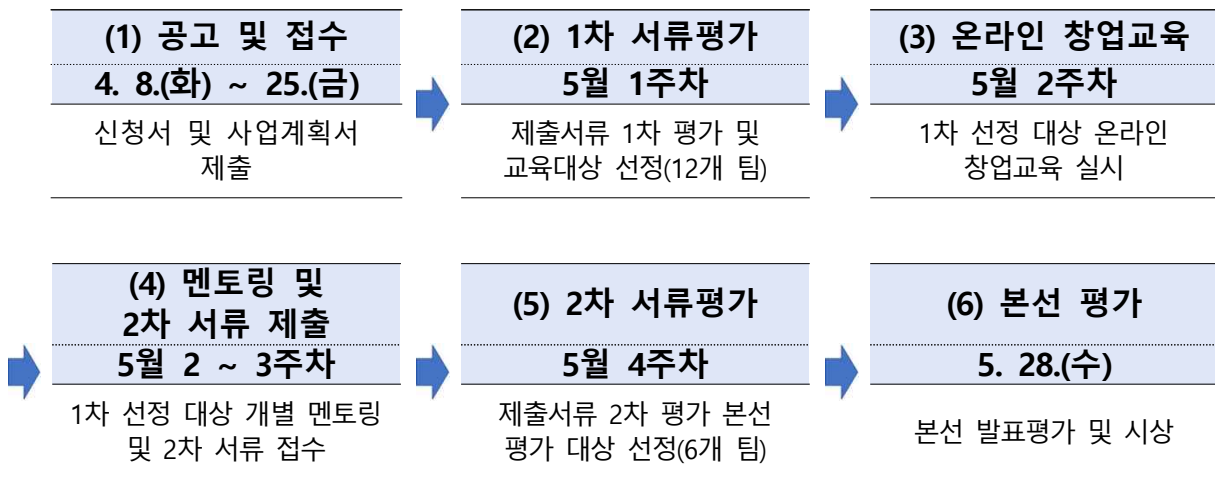 (1) 공고 및 접수
4. 8.(화) ~ 25.(금)
신청서 및 사업계획서
제출
(2) 1차 서류평가
5월 1주차
제출서류 1차 평가 및
교육대상 선정(12개 팀)
(3) 온라인 창업교육
5월 2주차
1차 선정 대상 온라인
창업교육 실시
(4) 멘토링 및
2차 서류 제출
5월 2 ~ 3주차
1차 선정 대상 개별 멘토링
및 2차 서류 접수
(5) 2차 서류평가
5월 4주차
제출서류 2차 평가 본선
평가 대상 선정(6개 팀)
(6) 본선 평가
5. 28.(수)
본선 발표평가 및 시상